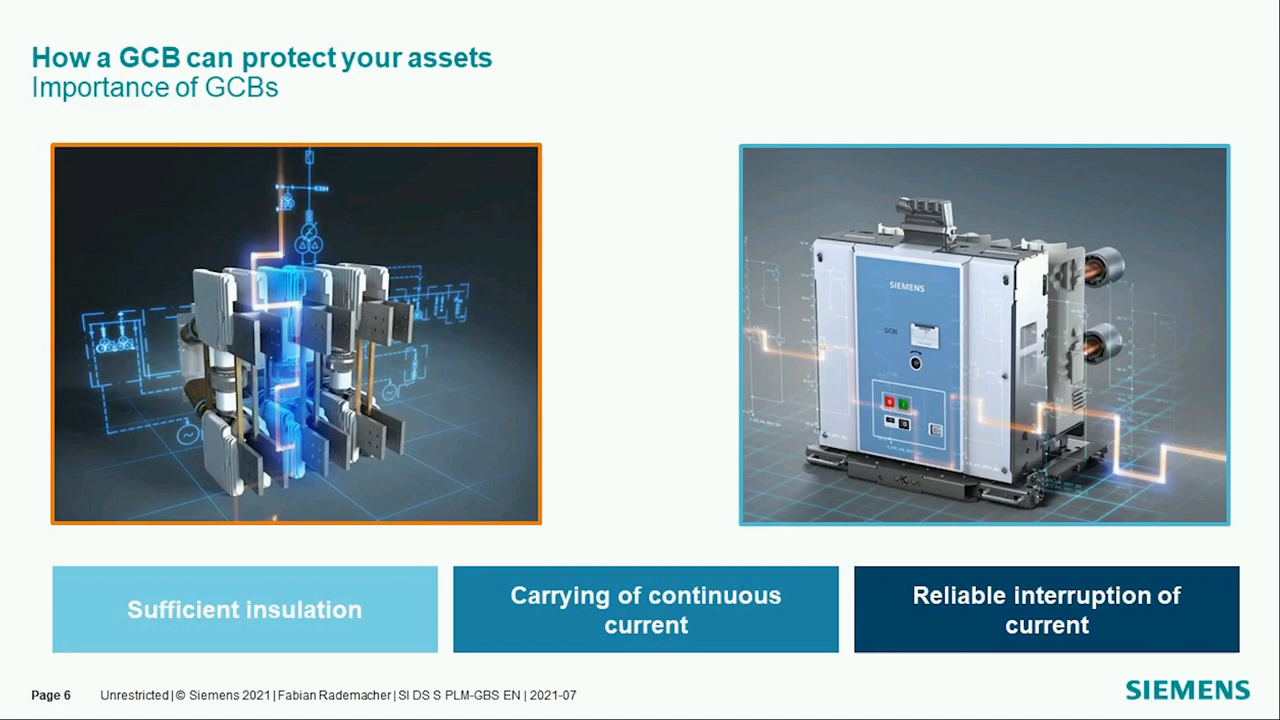 How a GCB can protect your assets
Importance of GCBs
SIEMENS
SION
Sufficient insulation
Carrying of continuous
current
Reliable interruption of
current
Page 6 Unrestricted | © Siemens 2021 | Fabian Rademacher | SI DS S PLM-GBS EN | 2021-07
SIEMENS